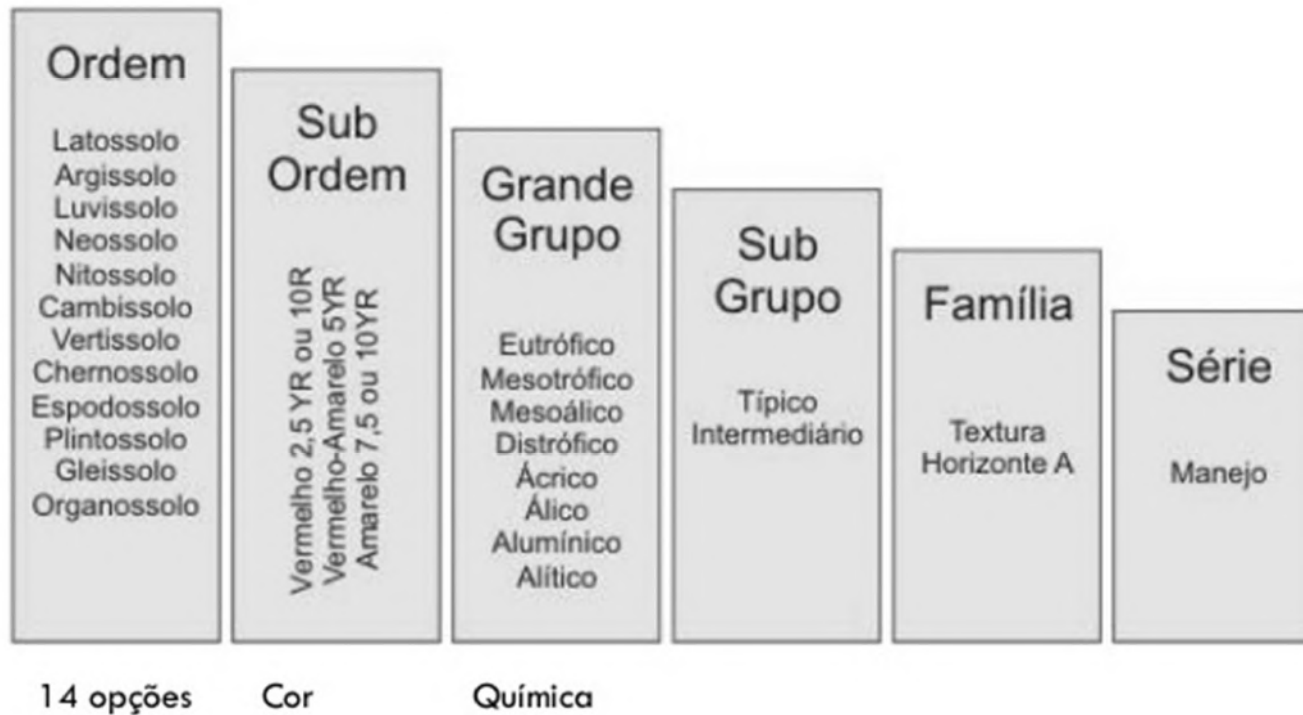 Ordem
Latossolo
Argissolo
Luvissolo
Neossolo
Nitossolo
Cambissolo
Vertissolo
Chernossolo
Espodossolo
Plintossolo
Gleissolo
Organossolo
14 opções
Sub
Ordem
Vermelho 2,5 YR ou 10R
Vermelho-Amarelo 5YR
Amarelo 7,5 ou 10YR
Cor
Grande
Grupo
Eutrófico
Mesotrófico
Mesoálico
Distrófico
Ácrico
Álico
Alumínico
Alítico
Química
Sub
Grupo
Típico
Intermediário
Família
Textura
Horizonte A
Série
Manejo